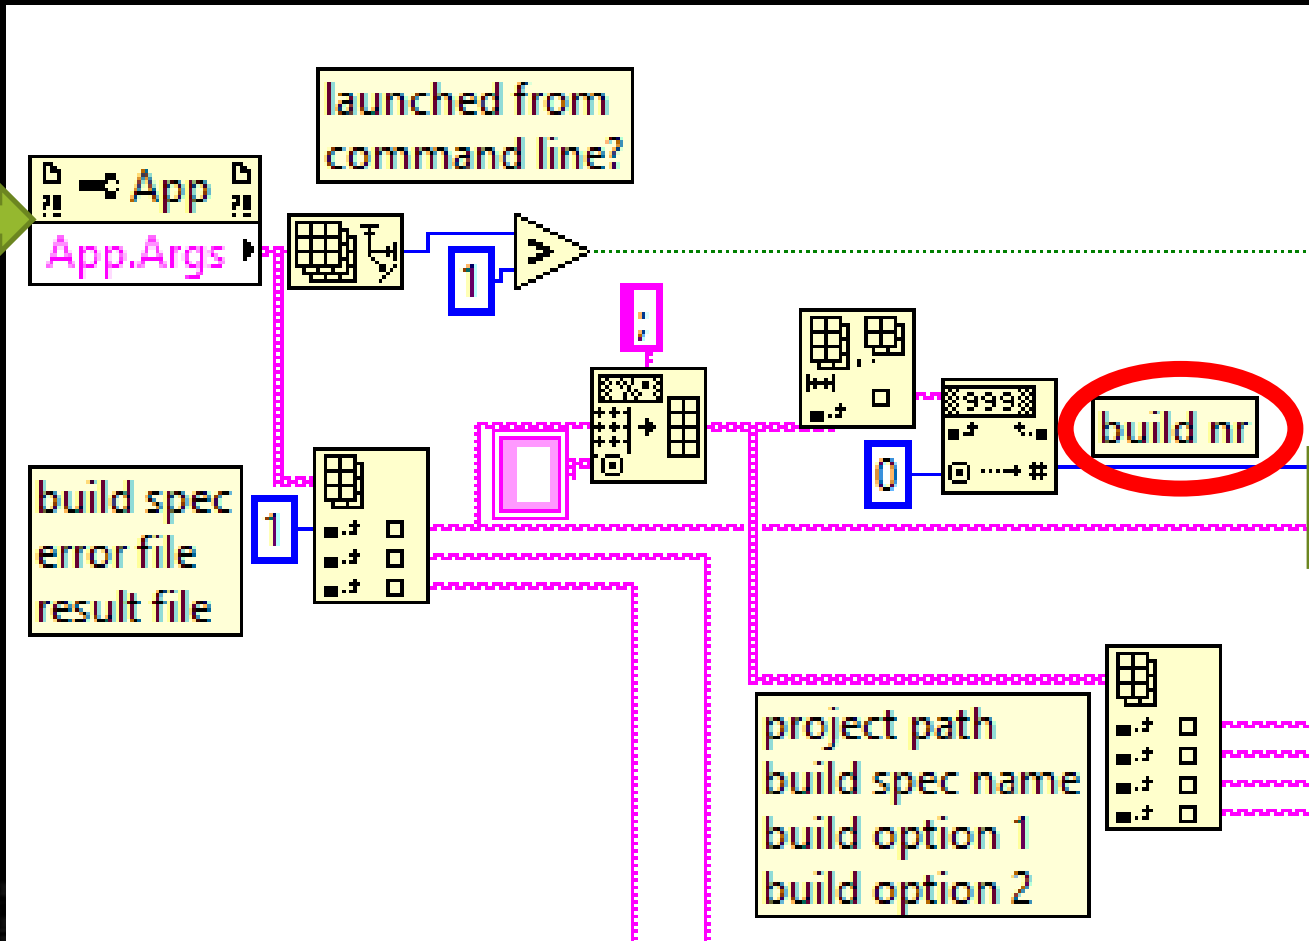 launched from
command line?
App
App.Args
1
>
;
999
build nr
0
#
build spec
error file
result file
1
project path
build spec name
build option 1
build option 2